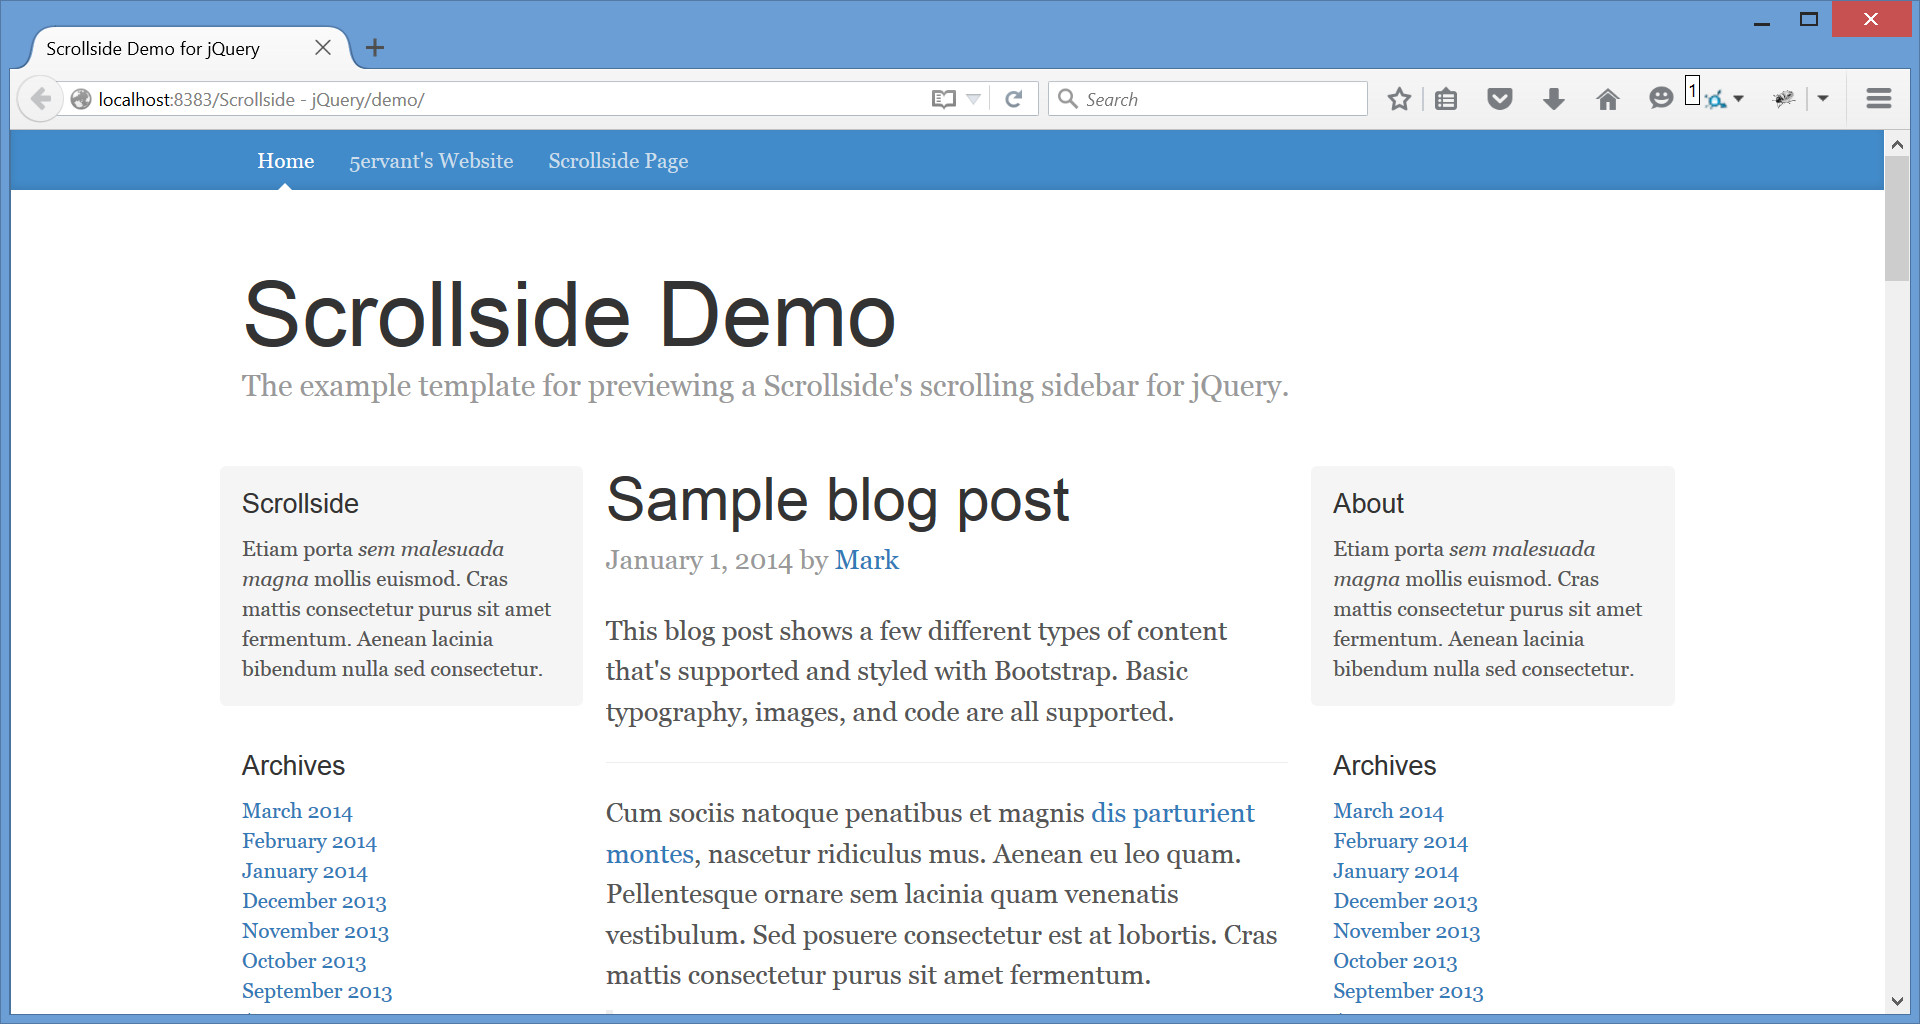 Scrollside Demo for jQuery
localhost:8383/Scrollside - jQuery/demo/
Search
1
Home
5ervant's Website
Scrollside Page
Scrollside Demo
The example template for previewing a Scrollside's scrolling sidebar for jQuery.
Scrollside
Etiam porta sem malesuada
magna mollis euismod. Cras
mattis consectetur purus sit amet
fermentum. Aenean lacinia
bibendum nulla sed consectetur.
Archives
March 2014
February 2014
January 2014
December 2013
November 2013
October 2013
September 2013
Sample blog post
January 1, 2014 by Mark
This blog post shows a few different types of content
that's supported and styled with Bootstrap. Basic
typography, images, and code are all supported.
Cum sociis natoque penatibus et magnis dis parturient
montes, nascetur ridiculus mus. Aenean eu leo quam.
Pellentesque ornare sem lacinia quam venenatis
vestibulum. Sed posuere consectetur est at lobortis. Cras
mattis consectetur purus sit amet fermentum.
About
Etiam porta sem malesuada
magna mollis euismod. Cras
mattis consectetur purus sit amet
fermentum. Aenean lacinia
bibendum nulla sed consectetur.
Archives
March 2014
February 2014
January 2014
December 2013
November 2013
October 2013
September 2013